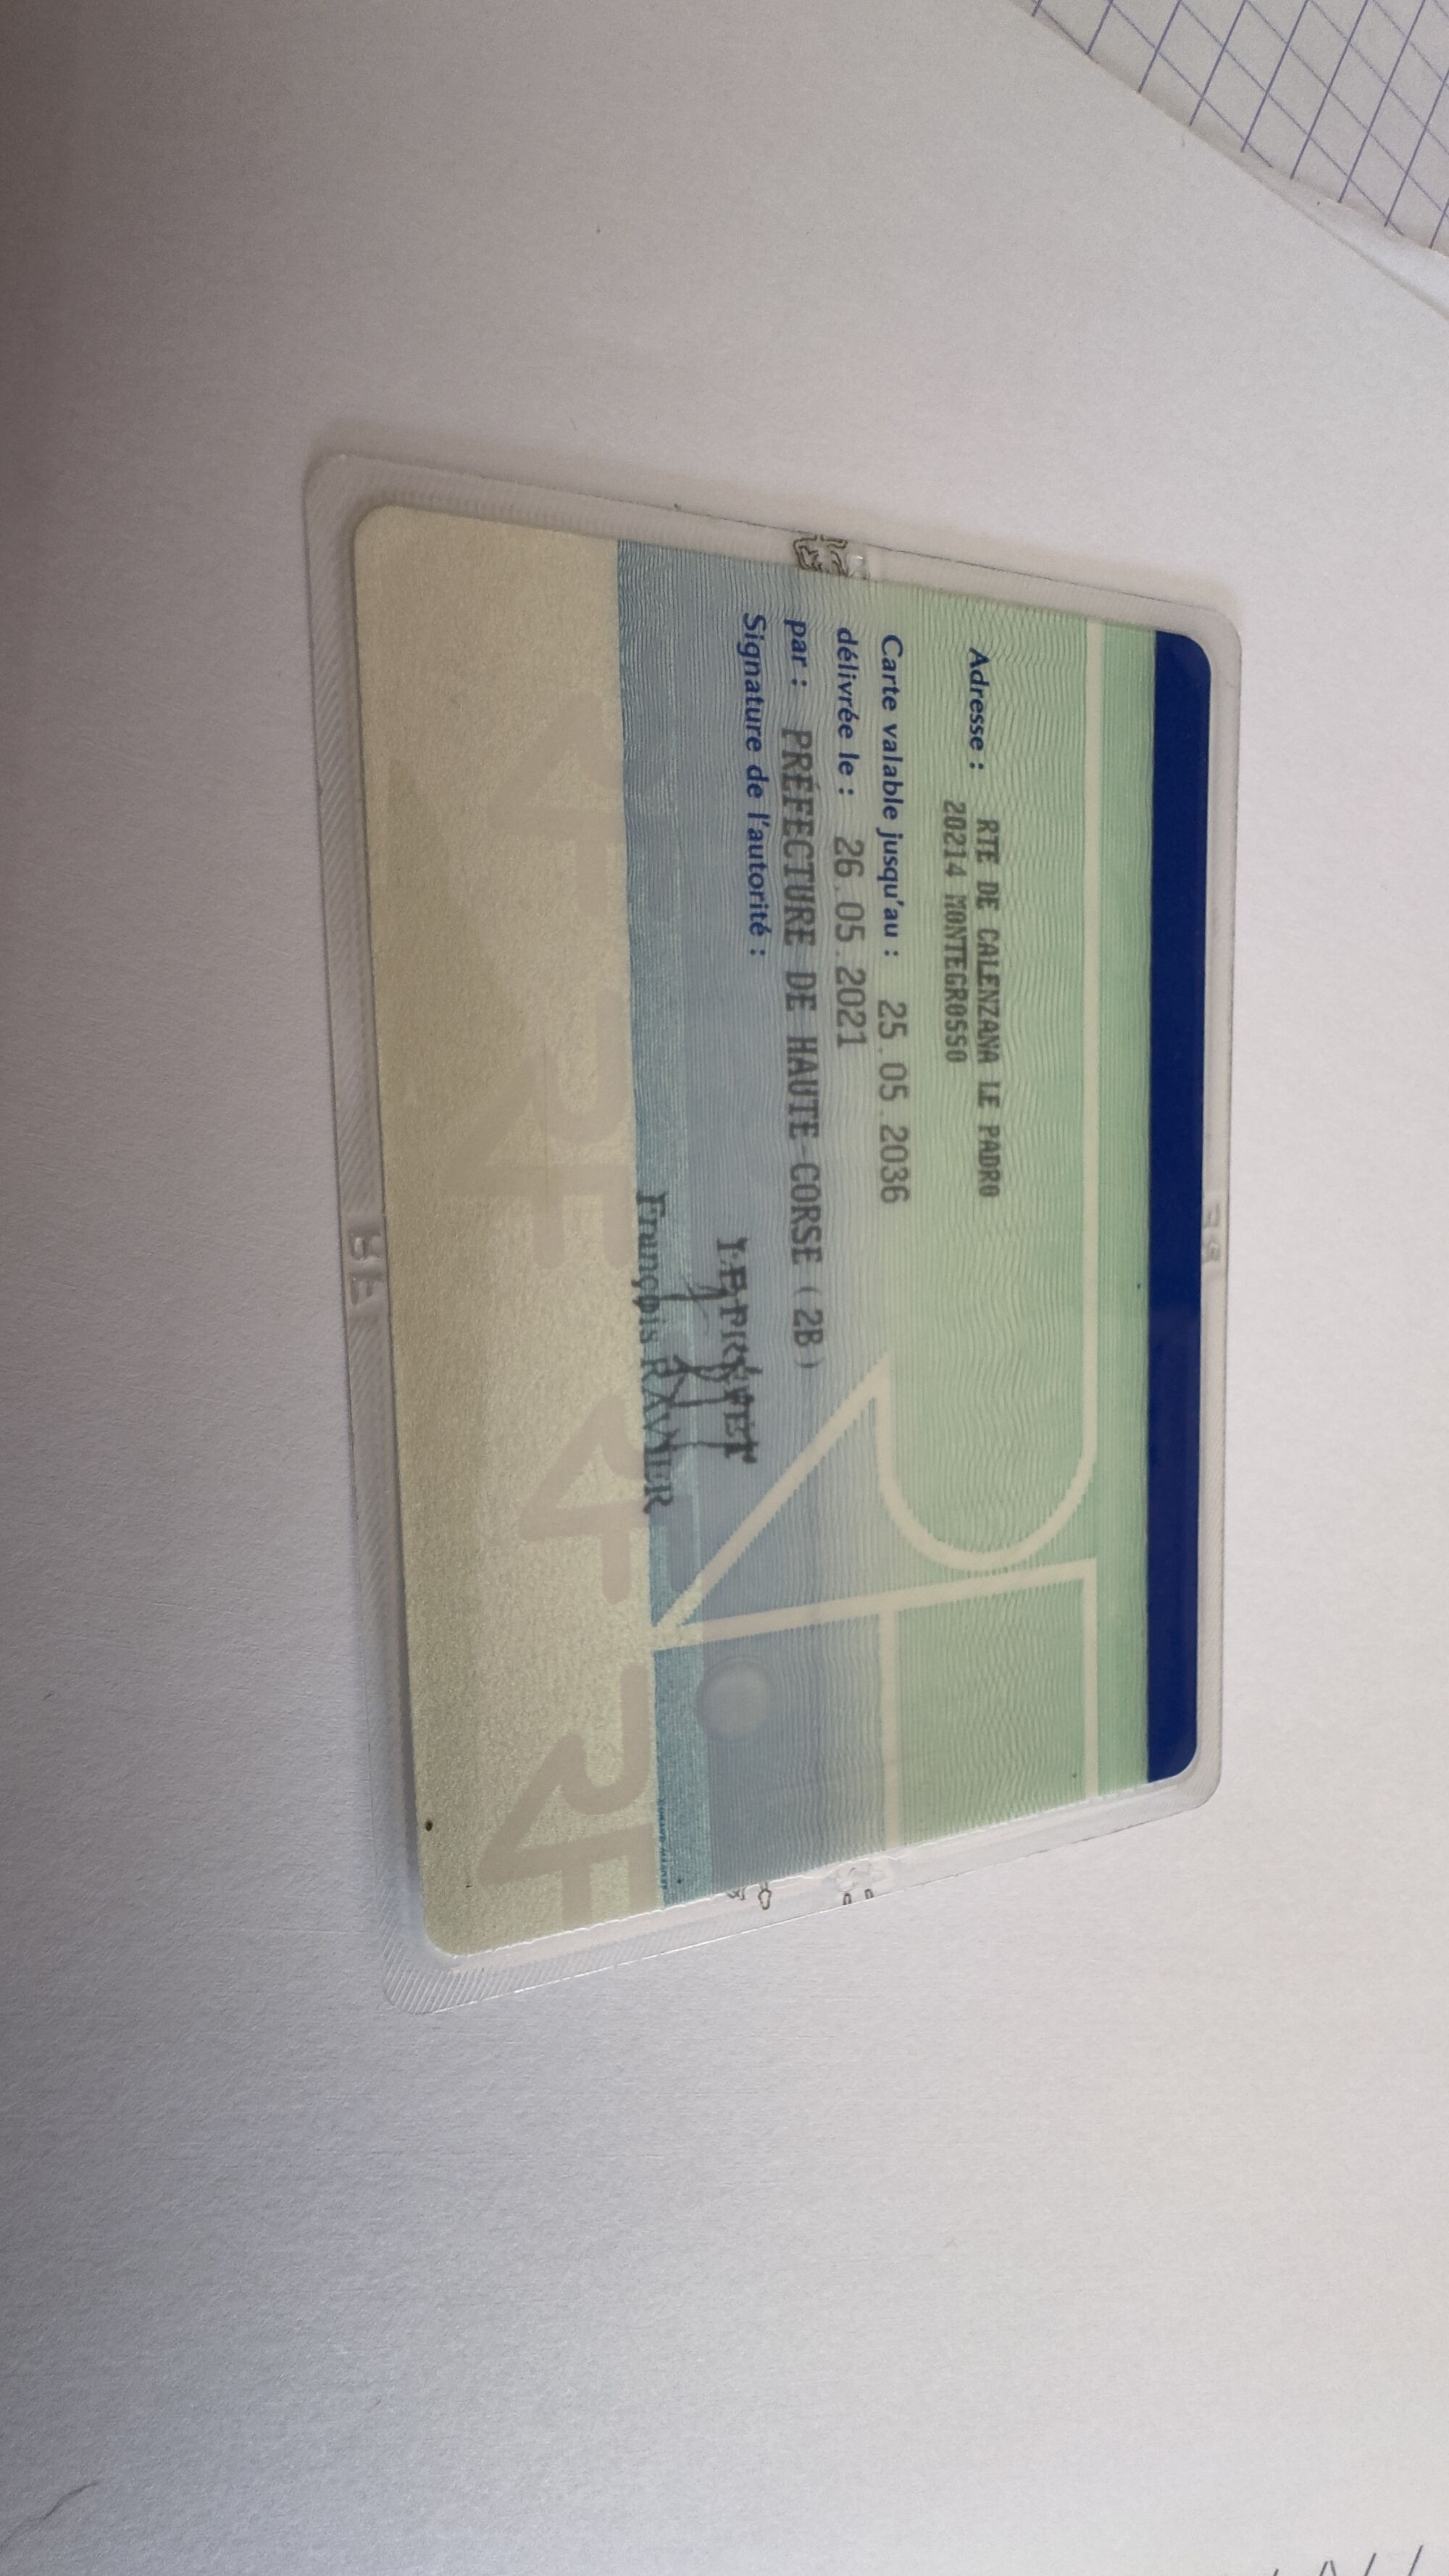 Adresse : RTE DE CALENZANA LE PADRO
20214 MONTEGROSSO
Carte valable jusqu'au : 25.05.2036
délivrée le : 26.05.2021
par : PRÉFECTURE DE HAUTE-CORSE (2B)
Signature de l'autorité :
LE PRÉFET
François RAVIER
RF